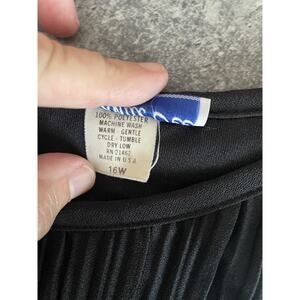 100% POLYESTER
MACHINE WASH
WARM - GENTLE
CYCLE - TUMBLE
DRY LOW
RN 21462
MADE IN U.S.A.
16W